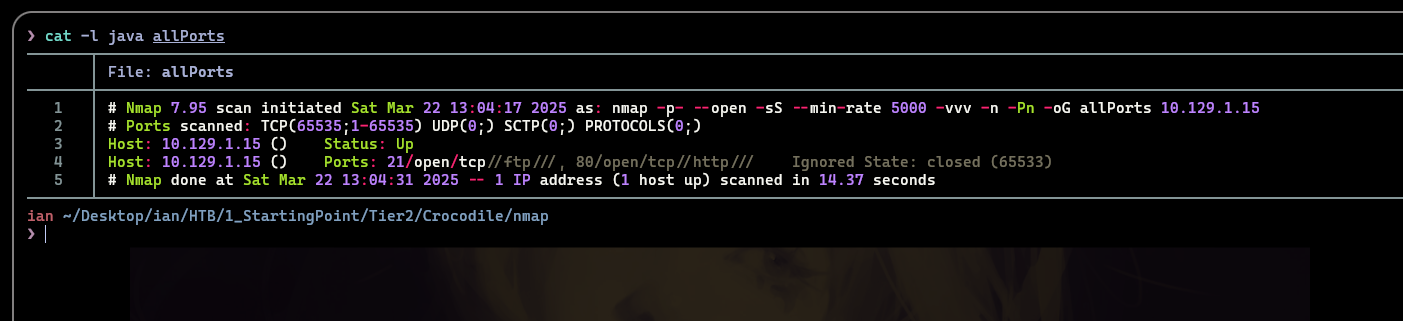 ❯ cat -l java allPorts
File: allPorts
1 # Nmap 7.95 scan initiated Sat Mar 22 13:04:17 2025 as: nmap -p- --open -sS --min-rate 5000 -vvv -n -Pn -oG allPorts 10.129.1.15
2 # Ports scanned: TCP(65535;1-65535) UDP(0;) SCTP(0;) PROTOCOLS(0;)
3 Host: 10.129.1.15 () Status: Up
4 Host: 10.129.1.15 () Ports: 21/open/tcp//ftp///, 80/open/tcp//http/// Ignored State: closed (65533)
5 # Nmap done at Sat Mar 22 13:04:31 2025 -- 1 IP address (1 host up) scanned in 14.37 seconds
ian ~/Desktop/ian/HTB/1_StartingPoint/Tier2/Crocodile/nmap
❯